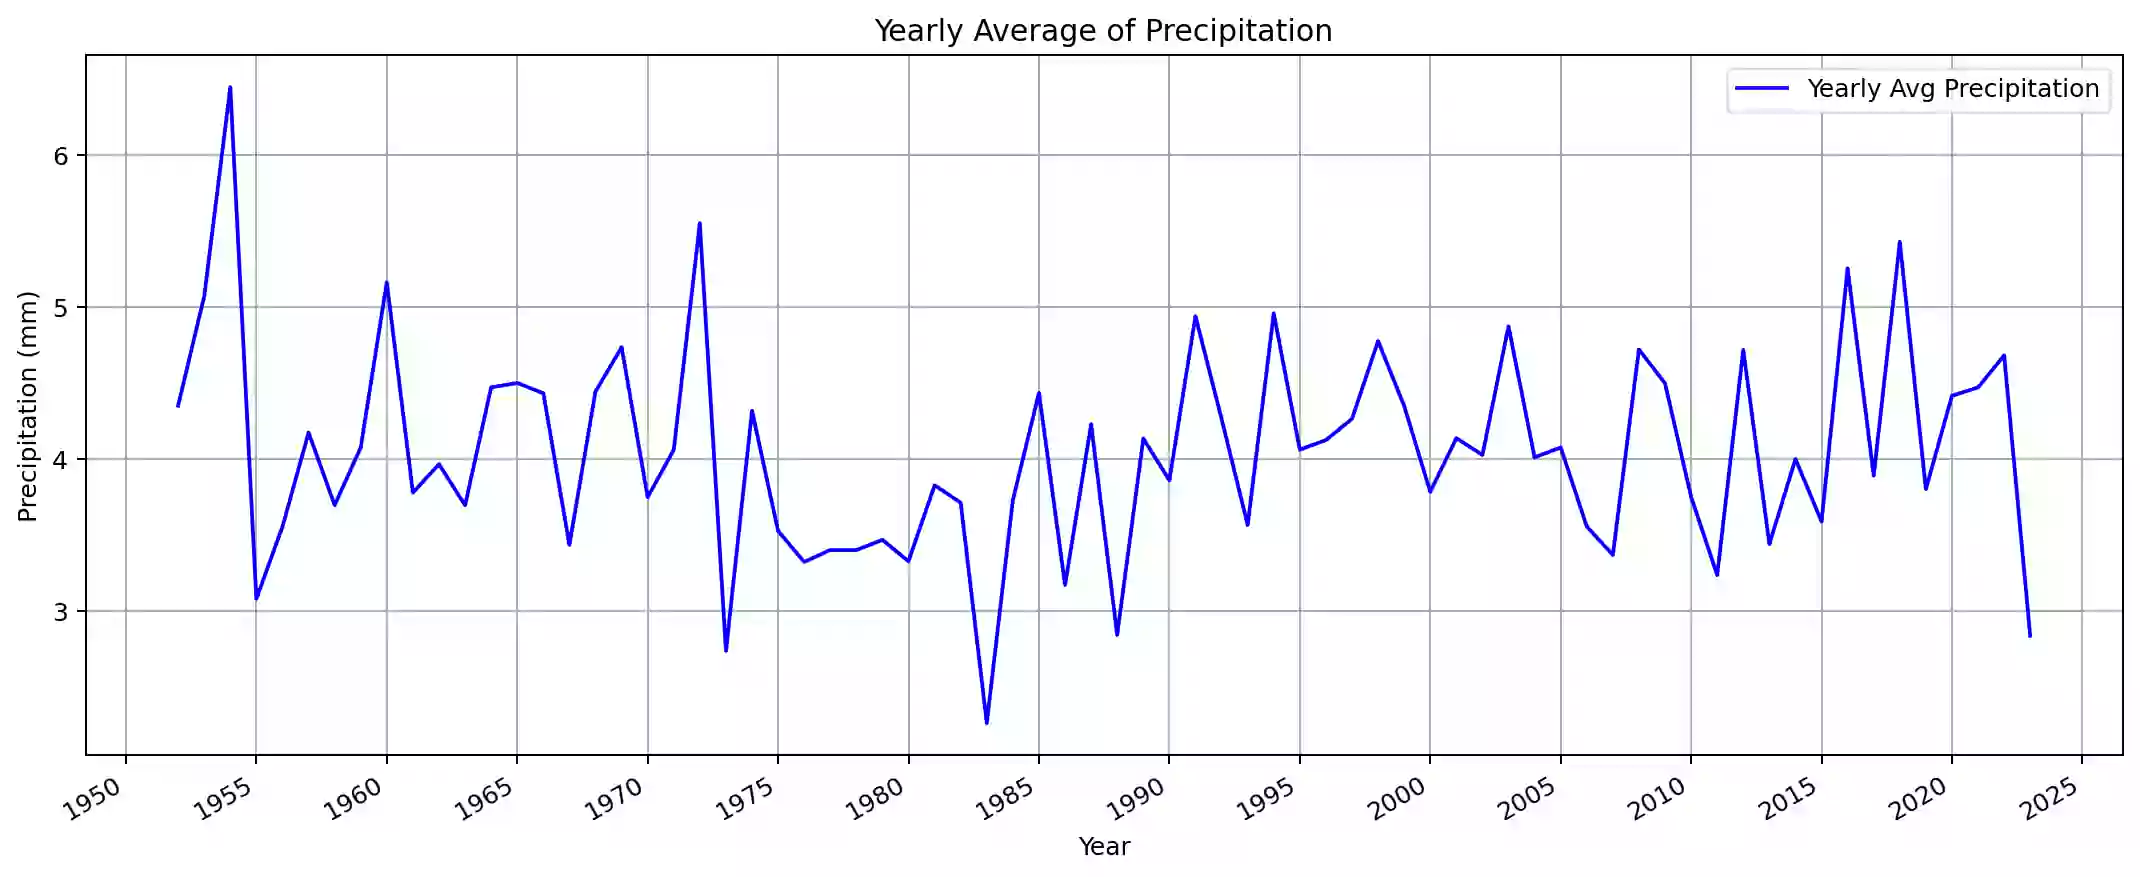 Yearly Average of Precipitation
Yearly Avg Precipitation
Precipitation (mm)
6
5
4
3
1950 1955 1960 1965 1970 1975 1980 1985 1990 1995 2000 2005 2010 2015 2020 2025
Year